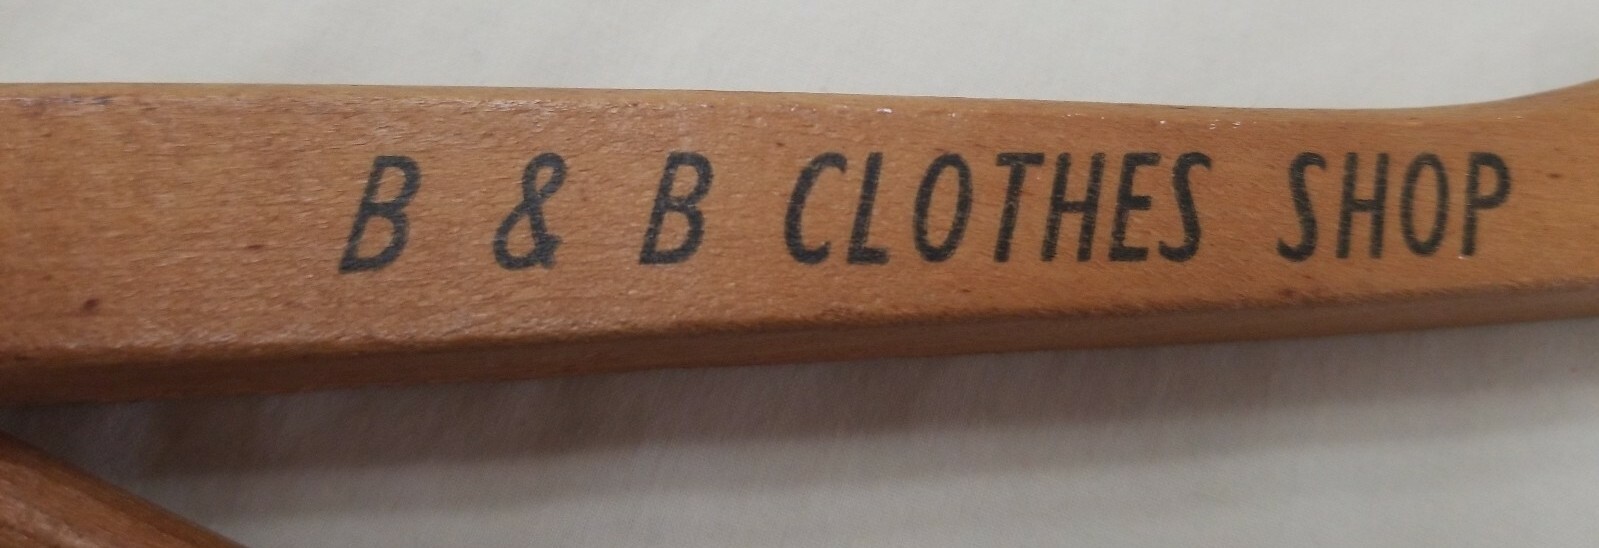 B & B CLOTHES SHOP